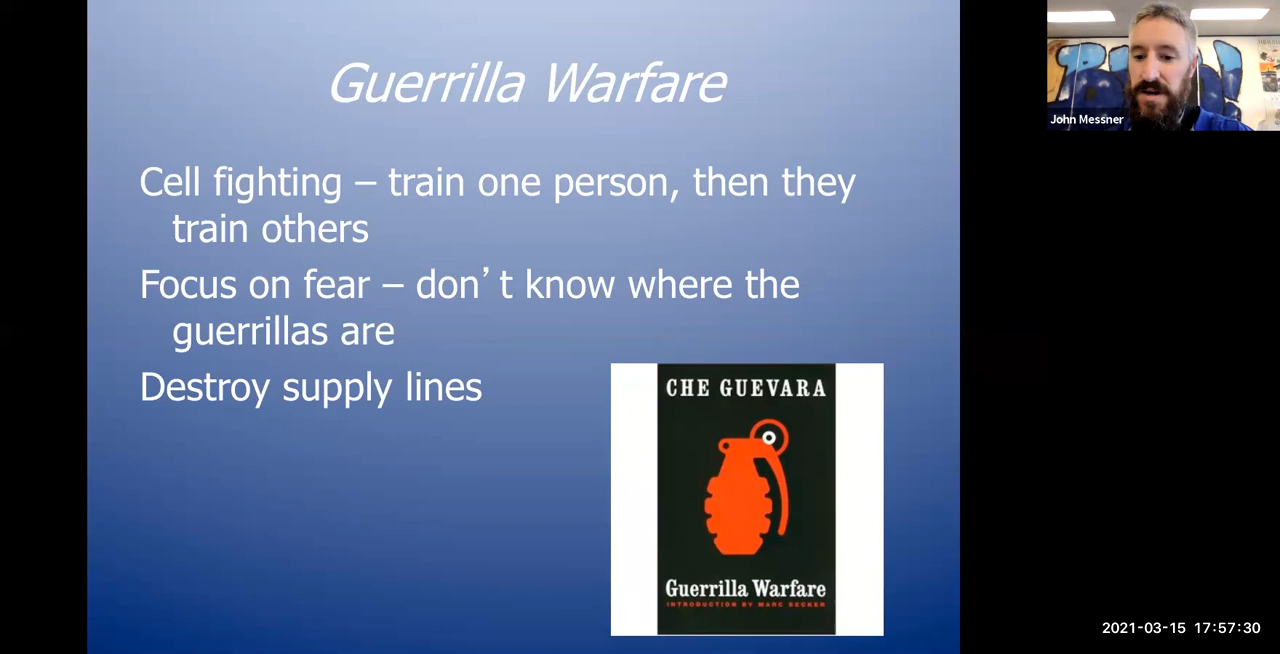 Guerrilla Warfare
Cell fighting – train one person, then they
train others
Focus on fear – don’t know where the
guerrillas are
Destroy supply lines
CHE GUEVARA
Guerrilla Warfare
INTRODUCTION BY MARC BECKER
John Messner
2021-03-15 17:57:30